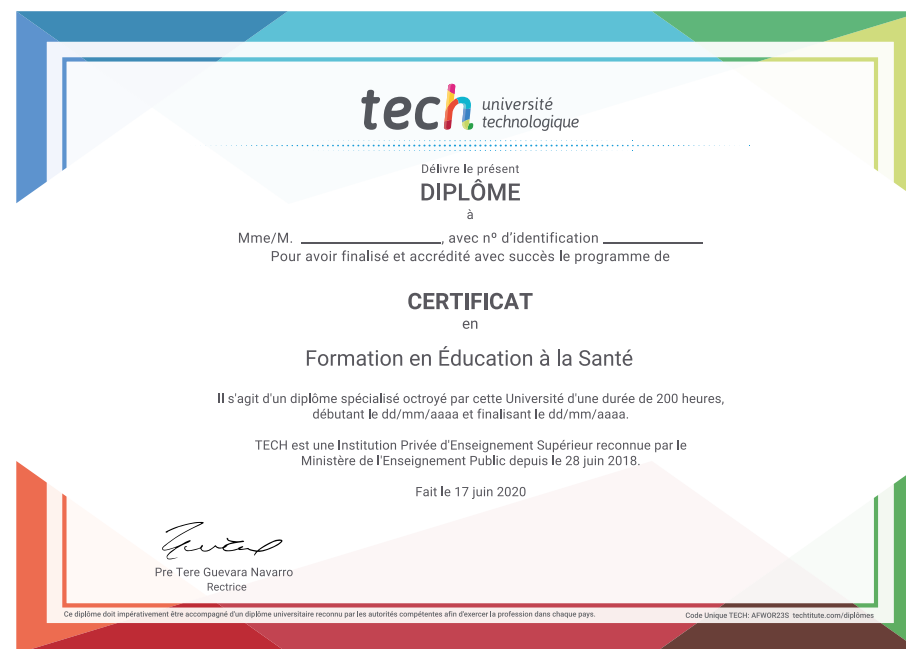 tech université
technologique
Délivre le présent
DIPLÔME
à
Mme/M. ____________________, avec nº d'identification ______________
Pour avoir finalisé et accrédité avec succès le programme de
CERTIFICAT
en
Formation en Éducation à la Santé
Il s'agit d'un diplôme spécialisé octroyé par cette Université d'une durée de 200 heures,
débutant le dd/mm/aaaa et finalisant le dd/mm/aaaa.
TECH est une Institution Privée d'Enseignement Supérieur reconnue par le
Ministère de l'Enseignement Public depuis le 28 juin 2018.
Fait le 17 juin 2020
Pre Tere Guevara Navarro
Rectrice
Ce diplôme doit impérativement être accompagné d'un diplôme universitaire reconnu par les autorités compétentes afin d'exercer la profession dans chaque pays.
Code Unique TECH: AFWOR23S techtitute.com/diplômes